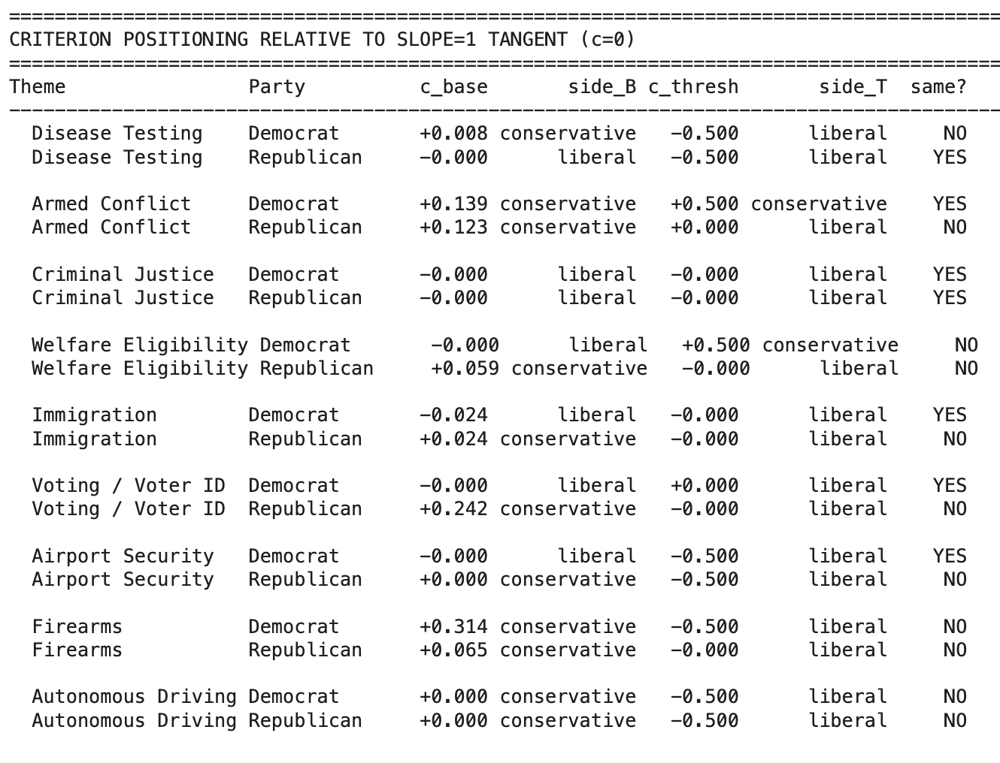 ========================================================================================
CRITERION POSITIONING RELATIVE TO SLOPE=1 TANGENT (c=0)
========================================================================================
Theme                Party          c_base       side_B c_thresh       side_T  same?
----------------------------------------------------------------------------------------
  Disease Testing    Democrat       +0.008 conservative   -0.500      liberal     NO
  Disease Testing    Republican     -0.000      liberal   -0.500      liberal    YES

  Armed Conflict     Democrat       +0.139 conservative   +0.500 conservative    YES
  Armed Conflict     Republican     +0.123 conservative   +0.000      liberal     NO

  Criminal Justice   Democrat       -0.000      liberal   -0.000      liberal    YES
  Criminal Justice   Republican     -0.000      liberal   -0.000      liberal    YES

  Welfare Eligibility Democrat       -0.000      liberal   +0.500 conservative     NO
  Welfare Eligibility Republican     +0.059 conservative   -0.000      liberal     NO

  Immigration        Democrat       -0.024      liberal   -0.000      liberal    YES
  Immigration        Republican     +0.024 conservative   -0.000      liberal     NO

  Voting / Voter ID  Democrat       -0.000      liberal   +0.000      liberal    YES
  Voting / Voter ID  Republican     +0.242 conservative   -0.000      liberal     NO

  Airport Security   Democrat       -0.000      liberal   -0.500      liberal    YES
  Airport Security   Republican     +0.000 conservative   -0.500      liberal     NO

  Firearms           Democrat       +0.314 conservative   -0.500      liberal     NO
  Firearms           Republican     +0.065 conservative   -0.000      liberal     NO

  Autonomous Driving Democrat       +0.000 conservative   -0.500      liberal     NO
  Autonomous Driving Republican     +0.000 conservative   -0.500      liberal     NO